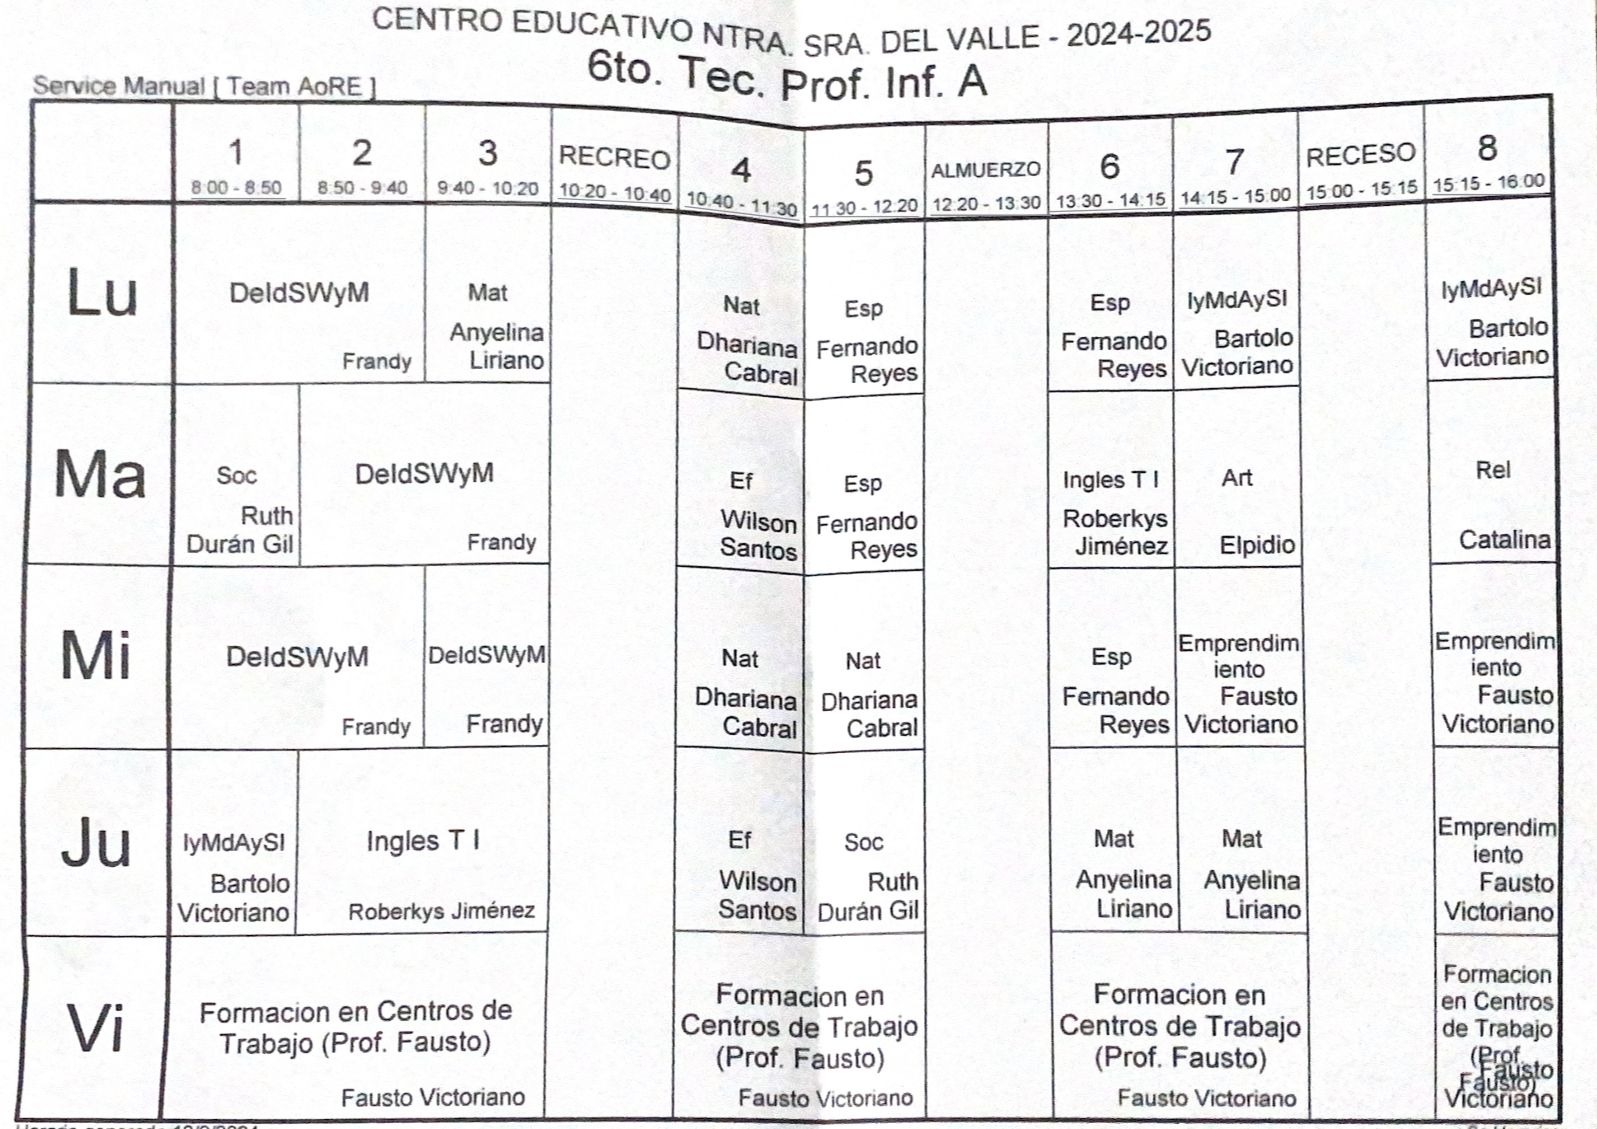 CENTRO EDUCATIVO NTRA. SRA. DEL VALLE - 2024-2025
6to. Tec. Prof. Inf. A
Service Manual [ Team AoRE ]
1 2 3 RECREO 4 5 ALMUERZO 6 7 RECESO 8
8:00 - 8:50 8:50 - 9:40 9:40 - 10:20 10:20 - 10:40 10:40 - 11:30 11:30 - 12:20 12:20 - 13:30 13:30 - 14:15 14:15 - 15:00 15:00 - 15:15 15:15 - 16:00
Lu
DeIdSWyM
Frandy
Mat
Anyelina
Liriano
Nat
Dhariana
Cabral
Esp
Fernando
Reyes
Esp
Fernando
Reyes
IyMdAySI
Bartolo
Victoriano
IyMdAySI
Bartolo
Victoriano
Ma
Soc
Ruth
Durán Gil
DeIdSWyM
Frandy
Ef
Wilson
Santos
Esp
Fernando
Reyes
Ingles T I
Roberkys
Jiménez
Art
Elpidio
Rel
Catalina
Mi
DeIdSWyM
Frandy
DeIdSWyM
Frandy
Nat
Dhariana
Cabral
Nat
Dhariana
Cabral
Esp
Fernando
Reyes
Emprendim
iento
Fausto
Victoriano
Emprendim
iento
Fausto
Victoriano
Ju
IyMdAySI
Bartolo
Victoriano
Ingles T I
Roberkys Jiménez
Ef
Wilson
Santos
Soc
Ruth
Durán Gil
Mat
Anyelina
Liriano
Mat
Anyelina
Liriano
Emprendim
iento
Fausto
Victoriano
Vi
Formacion en Centros de
Trabajo (Prof. Fausto)
Fausto Victoriano
Formacion en
Centros de Trabajo
(Prof. Fausto)
Fausto Victoriano
Formacion en
Centros de Trabajo
(Prof. Fausto)
Fausto Victoriano
Formacion
en Centros
de Trabajo
(Prof.
Fausto
Fausto)
Victoriano